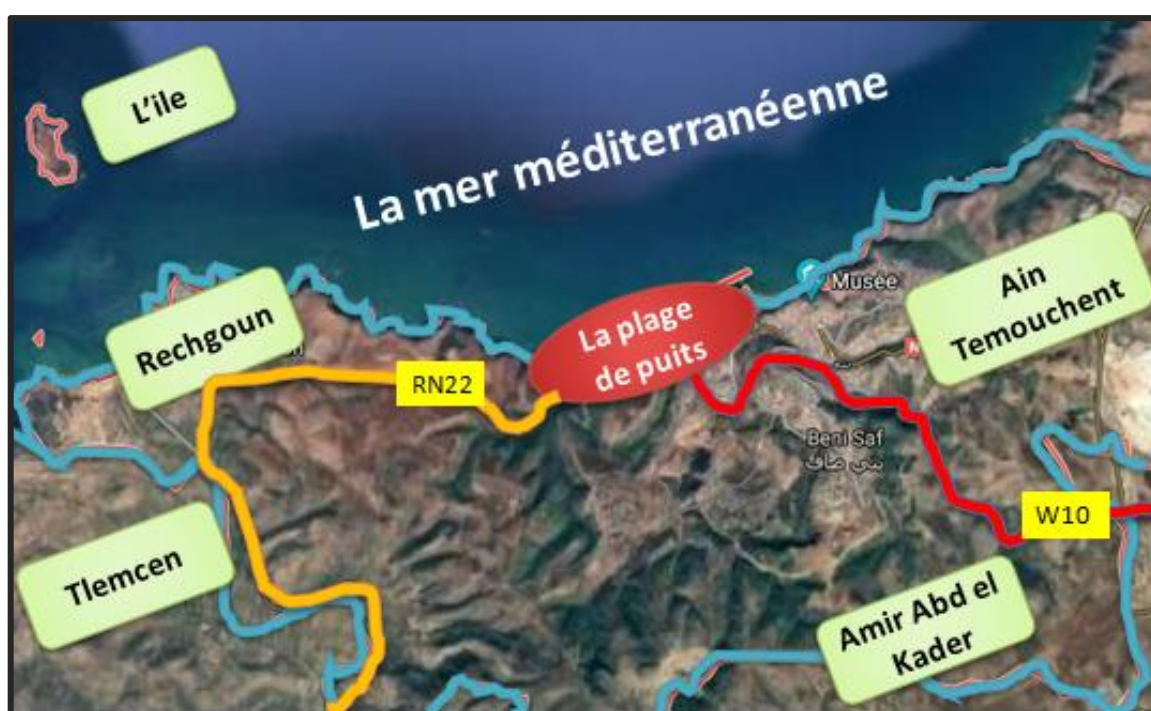 L'ile
La mer méditerranéenne
Musée
Ain
Temouchent
Rechgoun
La plage
de puits
RN22
Beni Saf
بني صاف
W10
Tlemcen
Amir Abd el
Kader